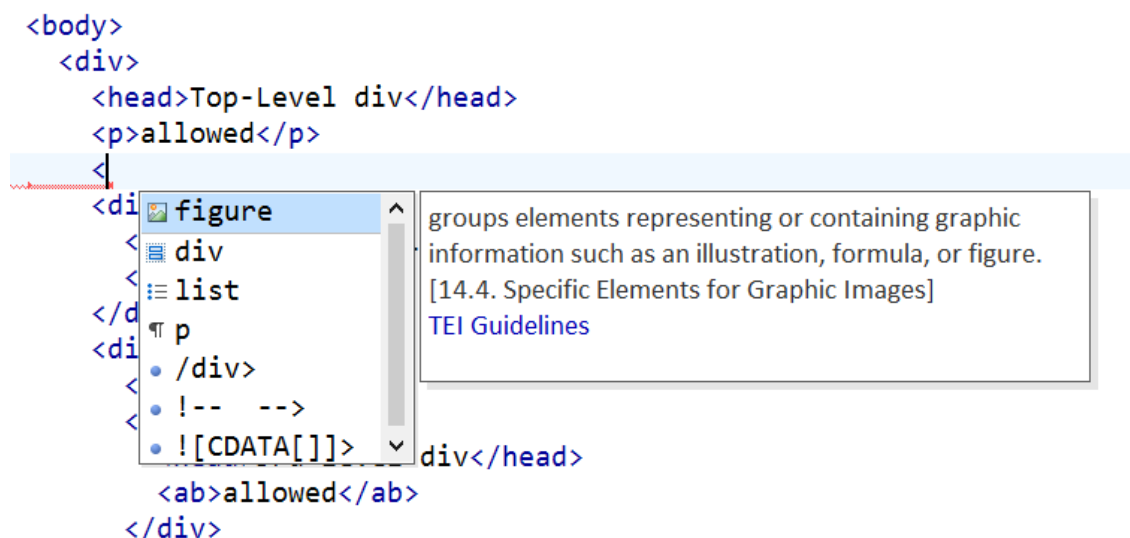 <body>
<div>
<head>Top-Level div</head>
<p>allowed</p>
<
<di
<
<
</d
<di
<
<
div</head>
<ab>allowed</ab>
</div>
figure
div
list
p
/div>
!-- -->
![CDATA[]]>
groups elements representing or containing graphic
information such as an illustration, formula, or figure.
[14.4. Specific Elements for Graphic Images]
TEI Guidelines